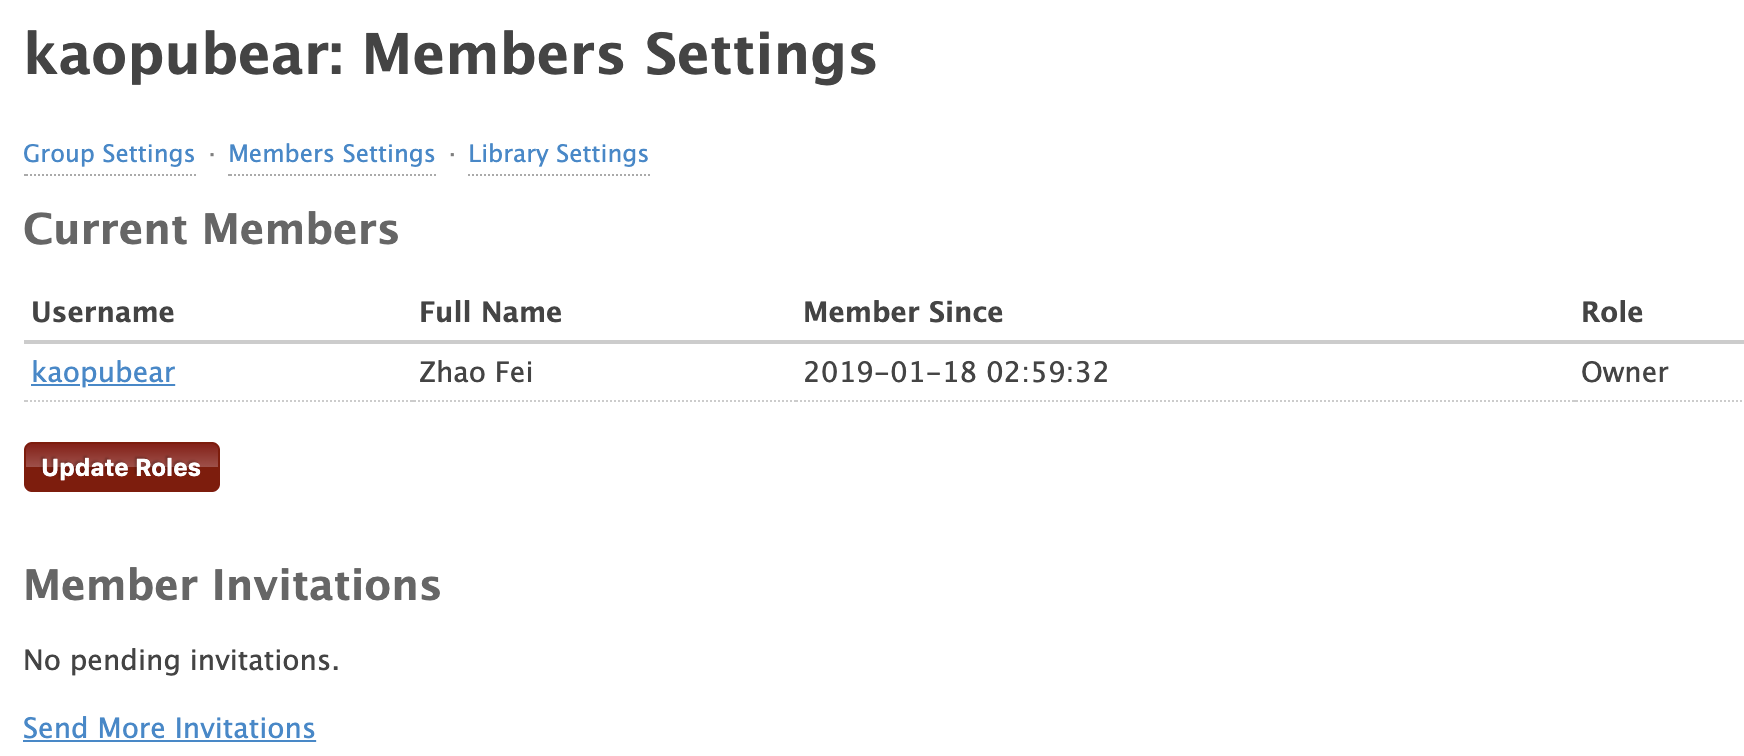 kaopubear: Members Settings
Group Settings · Members Settings · Library Settings
Current Members
Username Full Name Member Since Role
kaopubear Zhao Fei 2019-01-18 02:59:32 Owner
Update Roles
Member Invitations
No pending invitations.
Send More Invitations